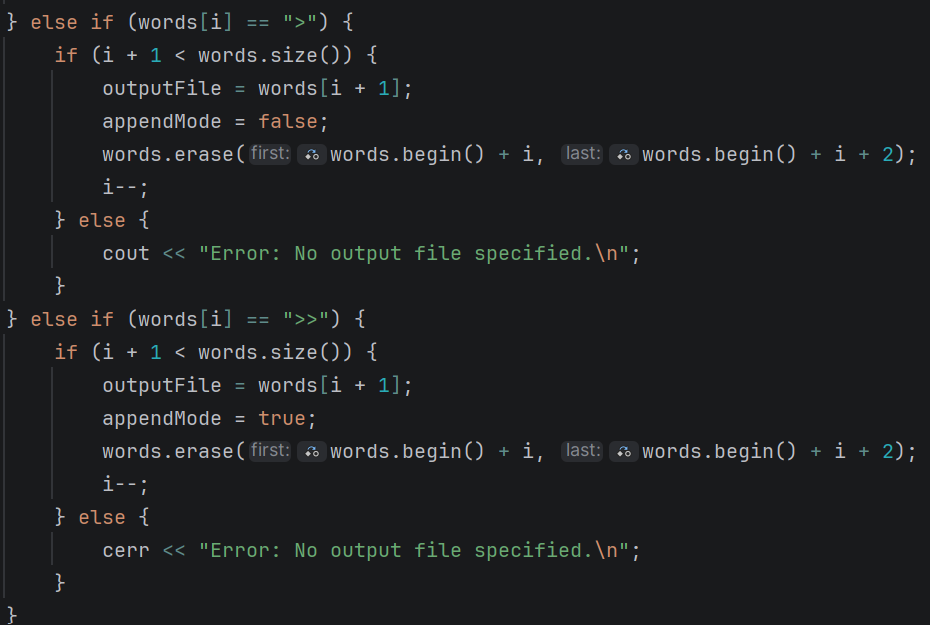 } else if (words[i] == ">") {
    if (i + 1 < words.size()) {
        outputFile = words[i + 1];
        appendMode = false;
        words.erase( first: words.begin() + i, last: words.begin() + i + 2);
        i--;
    } else {
        cout << "Error: No output file specified.\n";
    }
} else if (words[i] == ">>") {
    if (i + 1 < words.size()) {
        outputFile = words[i + 1];
        appendMode = true;
        words.erase( first: words.begin() + i, last: words.begin() + i + 2);
        i--;
    } else {
        cerr << "Error: No output file specified.\n";
    }
}